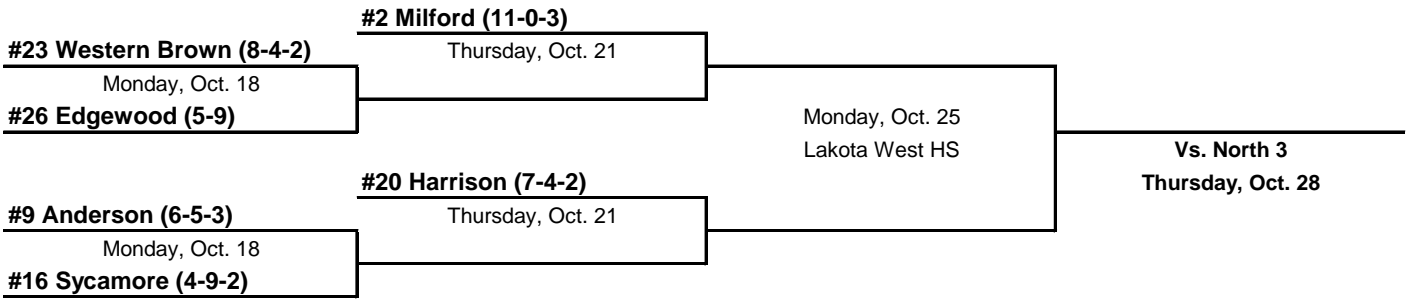 #2 Milford (11-0-3)
#23 Western Brown (8-4-2)
Thursday, Oct. 21
Monday, Oct. 18
#26 Edgewood (5-9)
Monday, Oct. 25
Lakota West HS
Vs. North 3
Thursday, Oct. 28
#20 Harrison (7-4-2)
#9 Anderson (6-5-3)
Thursday, Oct. 21
Monday, Oct. 18
#16 Sycamore (4-9-2)